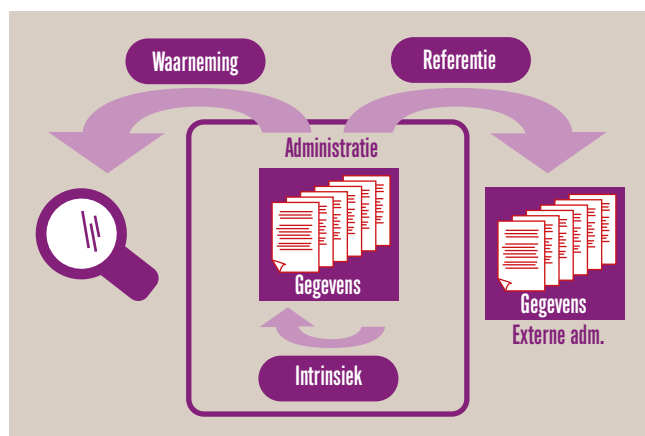 Waarneming
Referentie
Administratie
Gegevens
Gegevens
Externe adm.
Intrinsiek